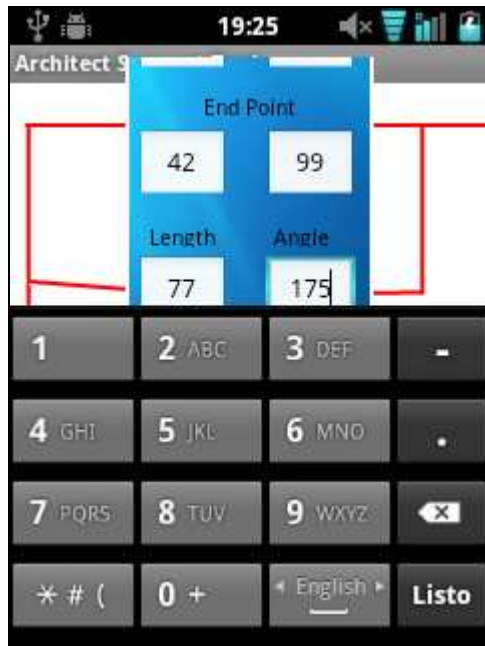 19:25
Architect S
End Point
42 99
Length Angle
77 175
1 2 ABC 3 DEF -
4 GHI 5 JKL 6 MNO .
7 PQRS 8 TUV 9 WXYZ
* # ( 0 + English Listo